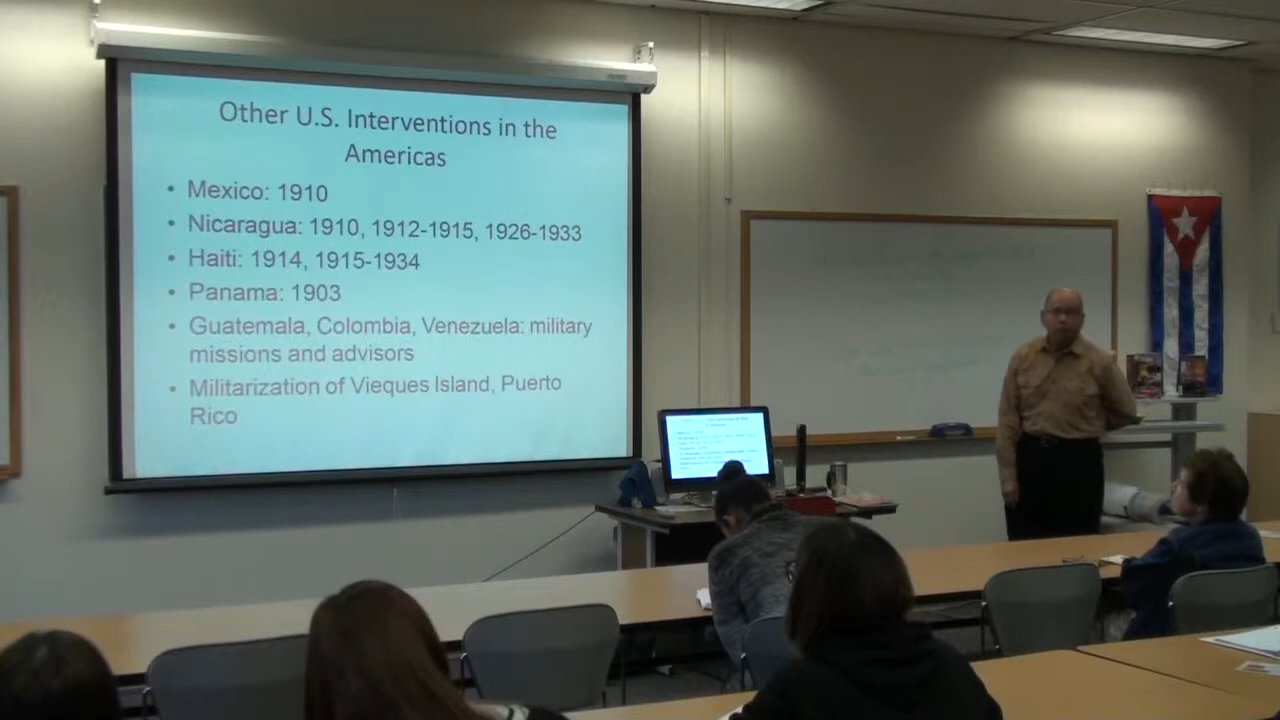 Other U.S. Interventions in the
Americas
• Mexico: 1910
• Nicaragua: 1910, 1912-1915, 1926-1933
• Haiti: 1914, 1915-1934
• Panama: 1903
• Guatemala, Colombia, Venezuela: military
missions and advisors
• Militarization of Vieques Island, Puerto
Rico